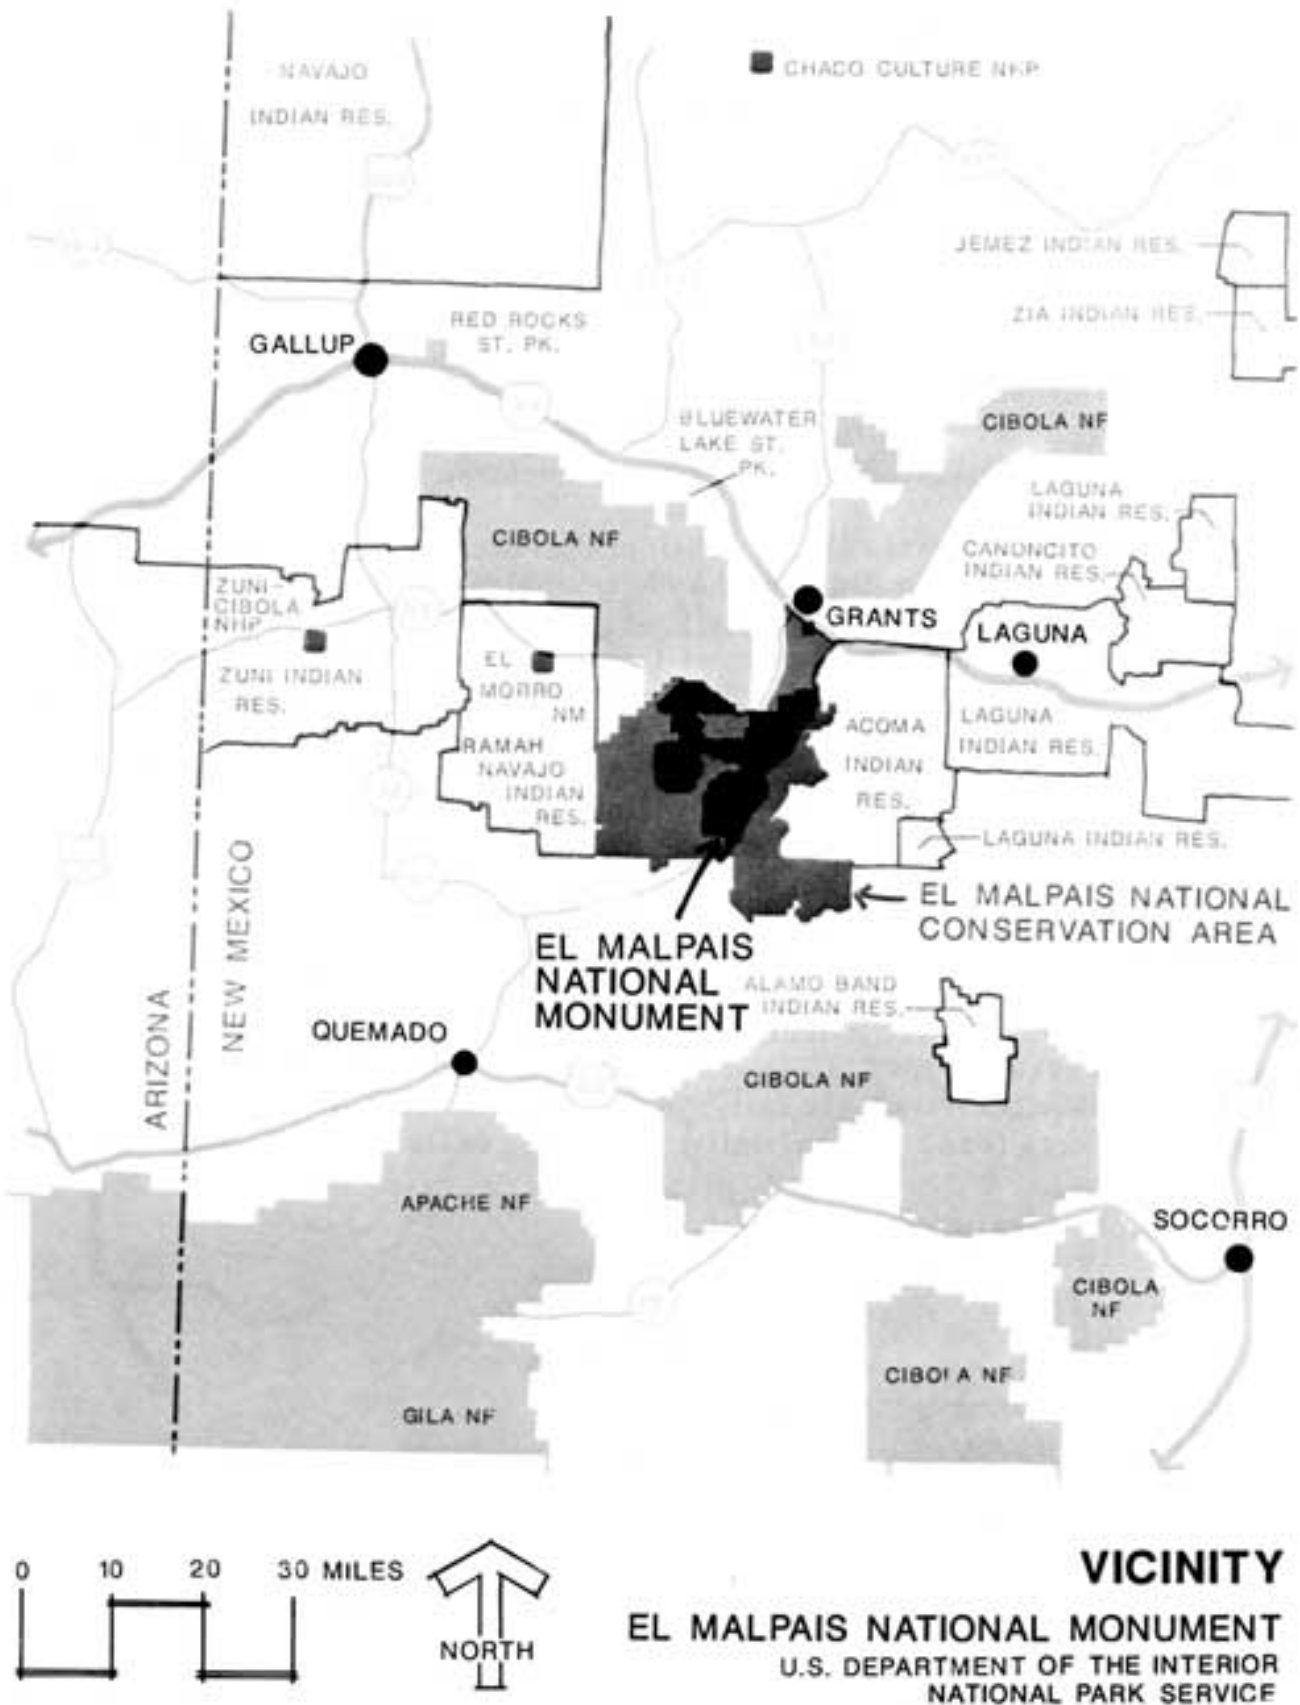 NAVAJO
INDIAN RES.
CHACO CULTURE NHP
JEMEZ INDIAN RES.
ZIA INDIAN RES.
GALLUP
RED ROCKS
ST. PK.
BLUEWATER
LAKE ST.
PK.
CIBOLA NF
CIBOLA NF
LAGUNA
INDIAN RES.
CANONCITO
INDIAN RES.
ZUNI-
CIBOLA
NHP
ZUNI INDIAN
RES.
GRANTS
LAGUNA
EL
MORRO
NM
RAMAH
NAVAJO
INDIAN
RES.
ACOMA
INDIAN
RES.
LAGUNA
INDIAN RES.
LAGUNA INDIAN RES.
EL MALPAIS NATIONAL
CONSERVATION AREA
EL MALPAIS
NATIONAL
MONUMENT
ARIZONA
NEW MEXICO
QUEMADO
ALAMO BAND
INDIAN RES.
CIBOLA NF
APACHE NF
SOCORRO
CIBOLA
NF
CIBOLA NF
GILA NF
0 10 20 30 MILES
NORTH
VICINITY
EL MALPAIS NATIONAL MONUMENT
U.S. DEPARTMENT OF THE INTERIOR
NATIONAL PARK SERVICE